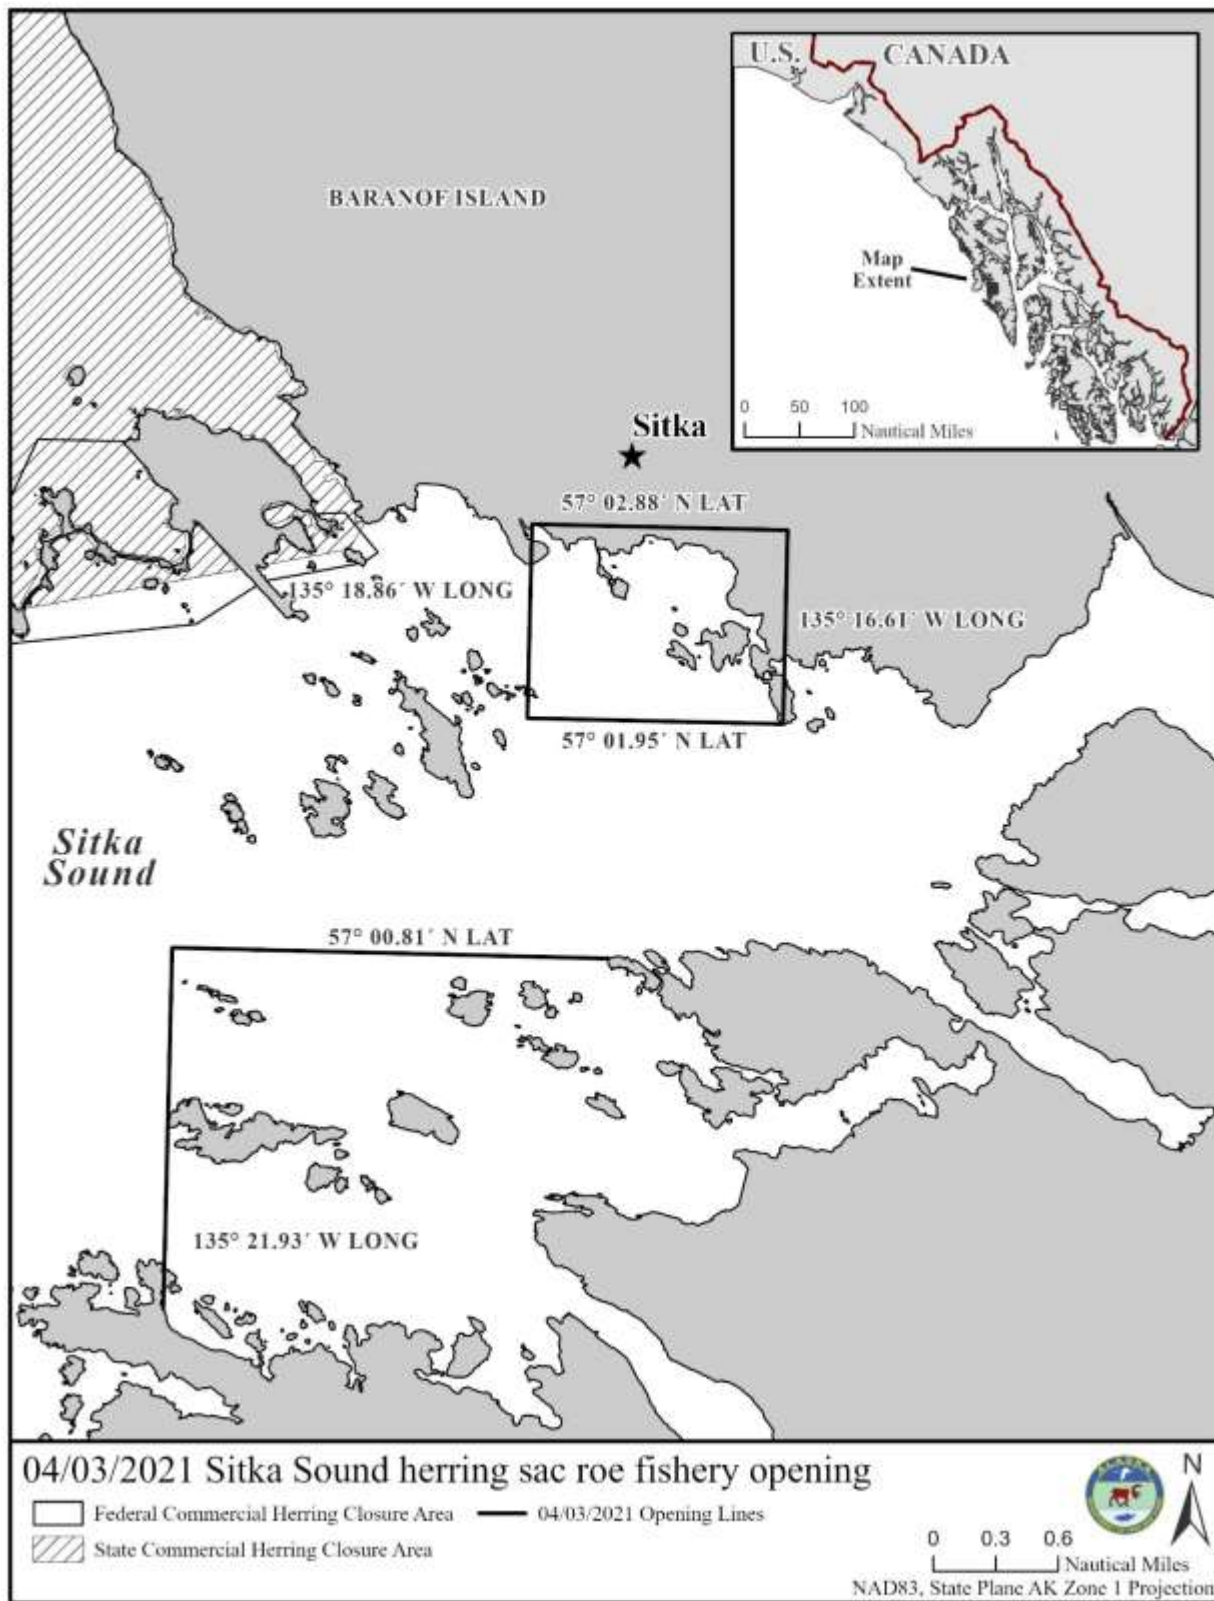 U.S.
CANADA
BARANOF ISLAND
Map
Extent
0 50 100
Nautical Miles
Sitka
57° 02.88´ N LAT
135° 18.86´ W LONG
135° 16.61´ W LONG
57° 01.95´ N LAT
Sitka
Sound
57° 00.81´ N LAT
135° 21.93´ W LONG
04/03/2021 Sitka Sound herring sac roe fishery opening
Federal Commercial Herring Closure Area
04/03/2021 Opening Lines
State Commercial Herring Closure Area
ALASKA
N
0 0.3 0.6
Nautical Miles
NAD83, State Plane AK Zone 1 Projection